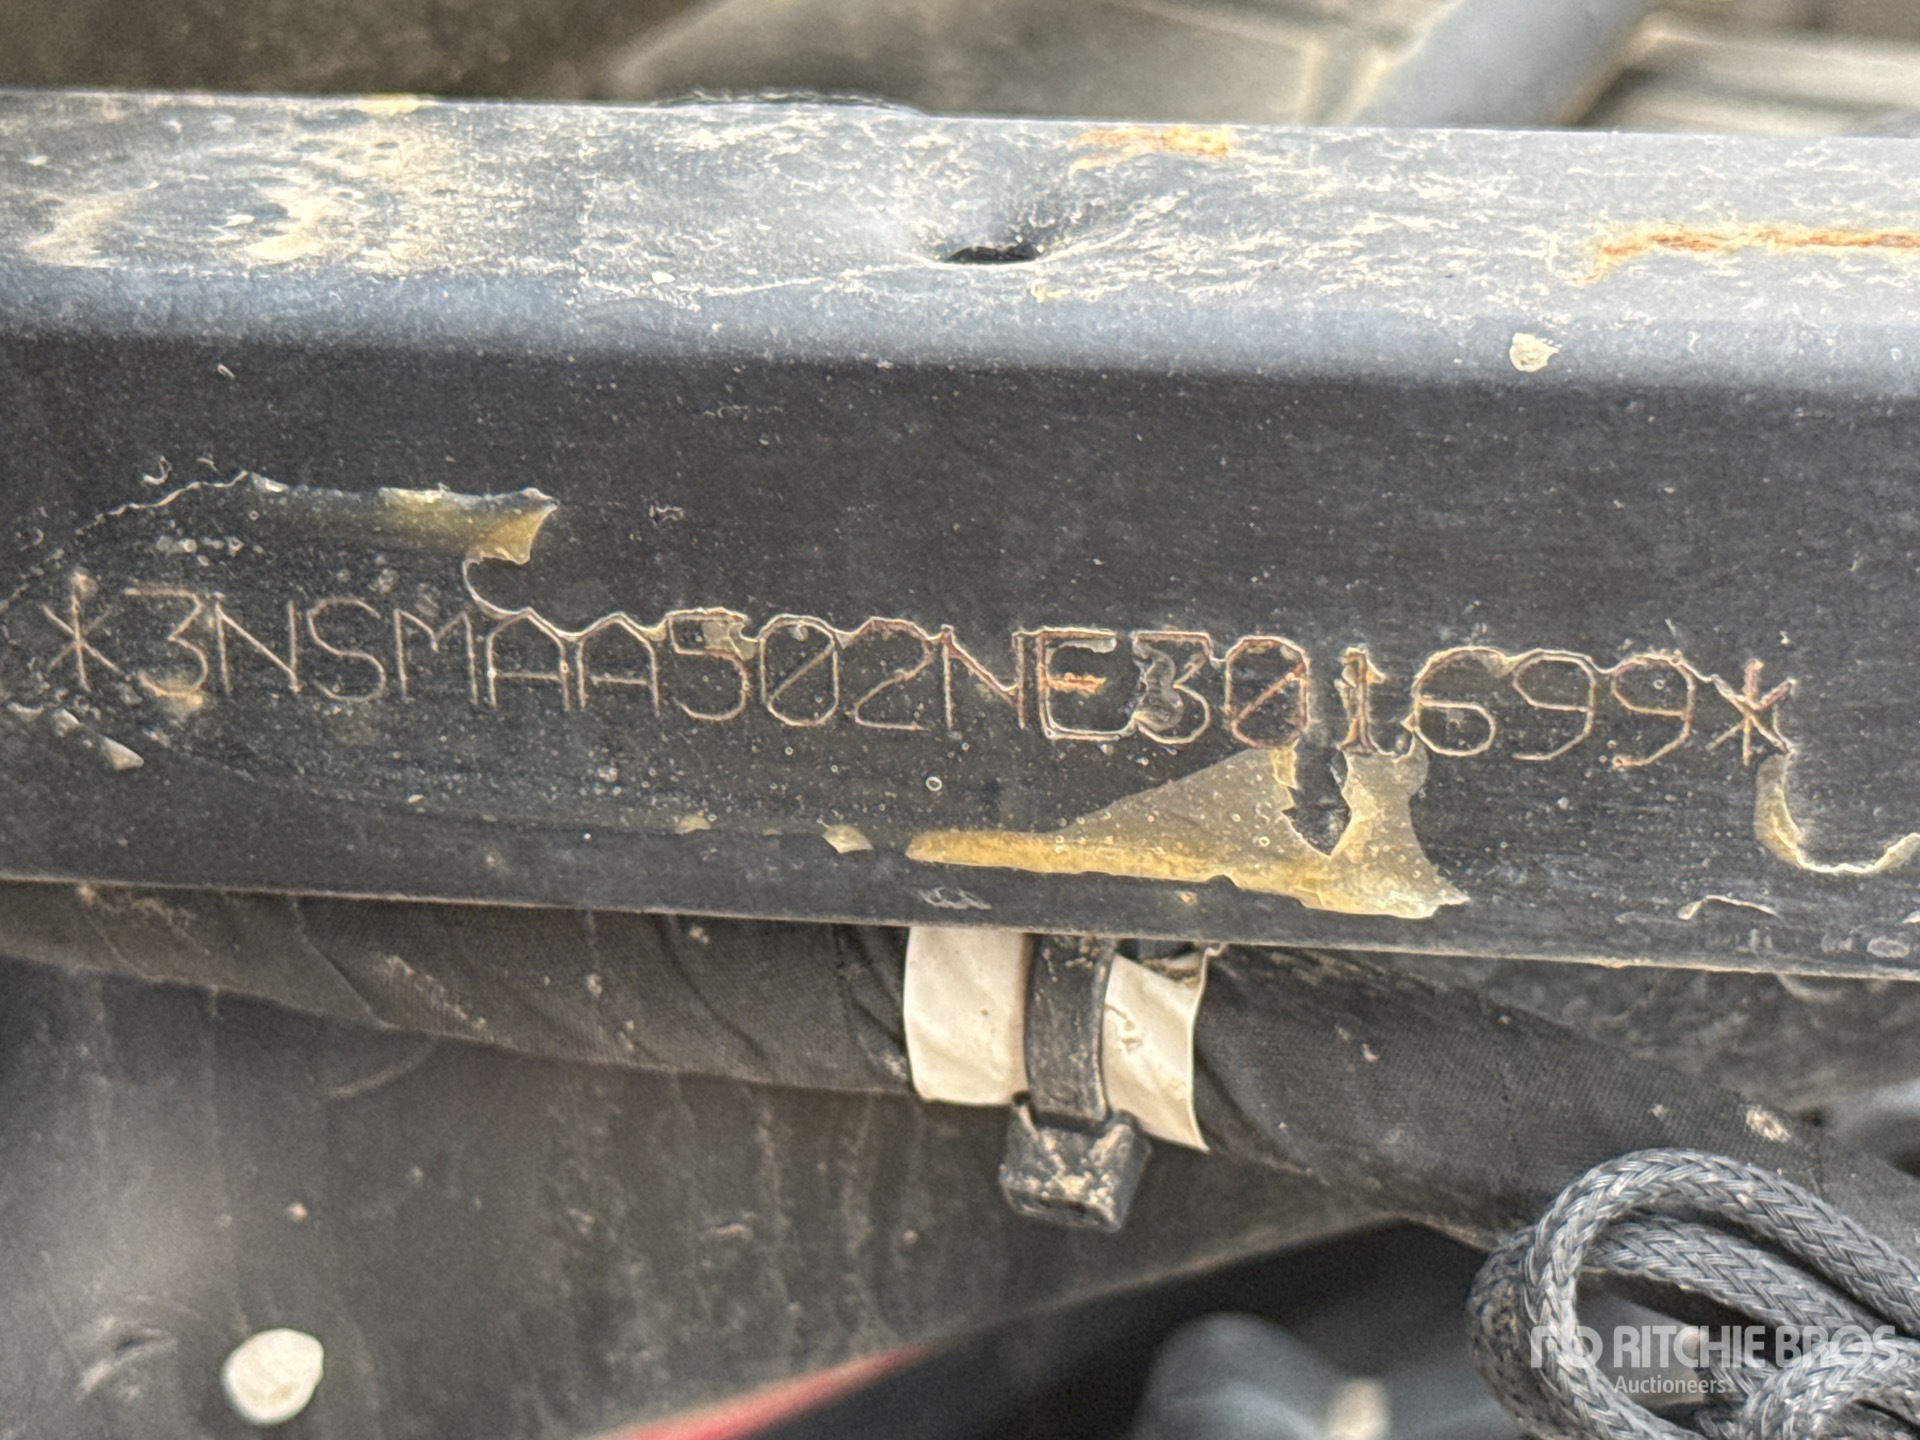 *3NSMAA502NE301699*
RITCHIE BROS
Auctioneers